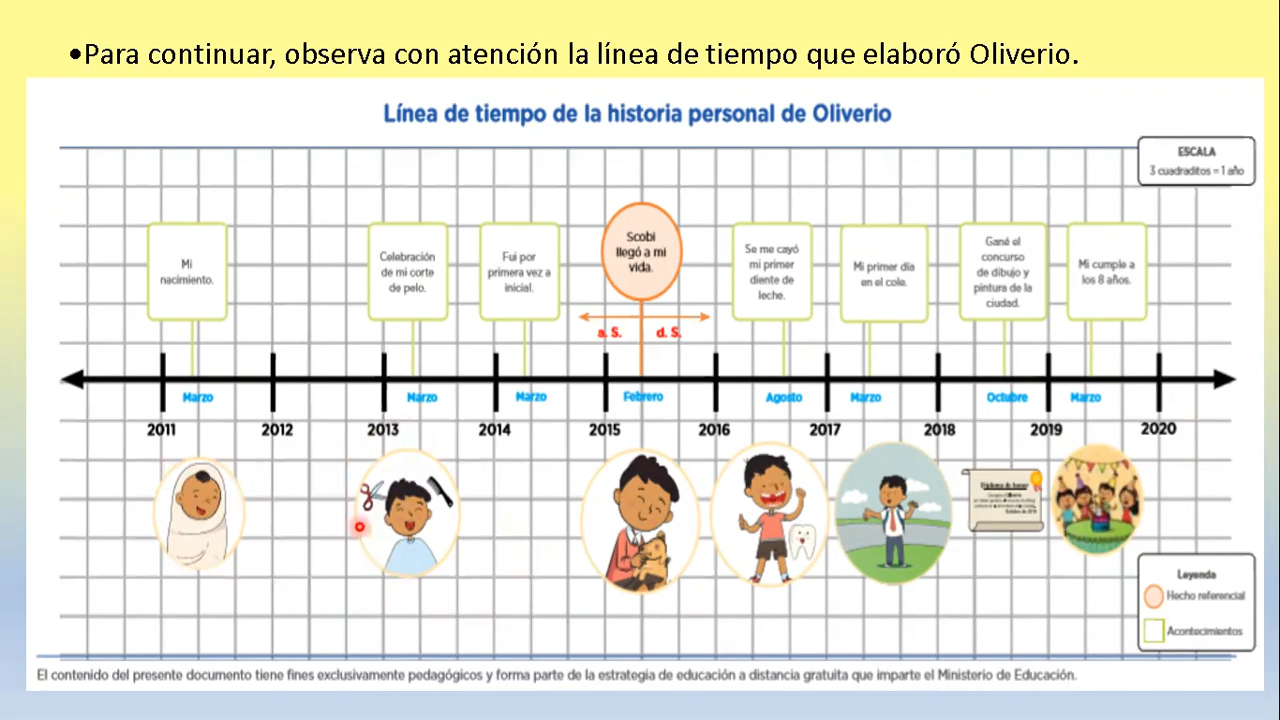 •Para continuar, observa con atención la línea de tiempo que elaboró Oliverio.
Línea de tiempo de la historia personal de Oliverio
ESCALA
3 cuadraditos = 1 año
Mi
nacimiento.
Celebración
de mi corte
de pelo.
Fui por
primera vez a
inicial.
Scobi
llegó a mi
vida.
Se me cayó
mi primer
diente de
leche.
Mi primer día
en el cole.
Gané el
concurso
de dibujo y
pintura de la
ciudad.
Mi cumple a
los 8 años.
a. S.
d. S.
Marzo
Marzo
Marzo
Febrero
Agosto
Marzo
Octubre
Marzo
2011
2012
2013
2014
2015
2016
2017
2018
2019
2020
Diploma de honor
Leyenda
Hecho referencial
Acontecimientos
El contenido del presente documento tiene fines exclusivamente pedagógicos y forma parte de la estrategia de educación a distancia gratuita que imparte el Ministerio de Educación.